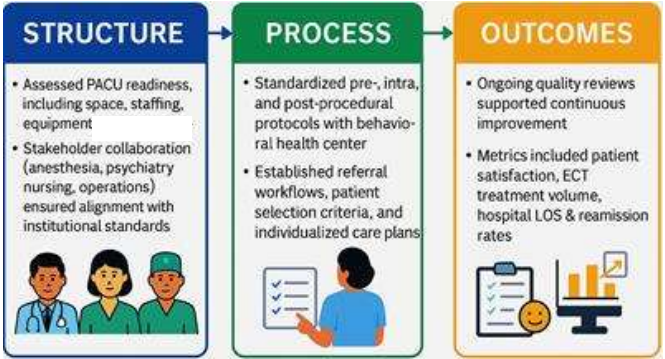 STRUCTURE
• Assessed PACU readiness,
including space, staffing,
equipment
• Stakeholder collaboration
(anesthesia, psychiatry
nursing, operations)
ensured alignment with
institutional standards
PROCESS
• Standardized pre-, intra,
and post-procedural
protocols with behavio-
ral health center
• Established referral
workflows, patient
selection criteria, and
individualized care plans
OUTCOMES
• Ongoing quality reviews
supported continuous
improvement
• Metrics included patient
satisfaction, ECT
treatment volume,
hospital LOS & reamission
rates